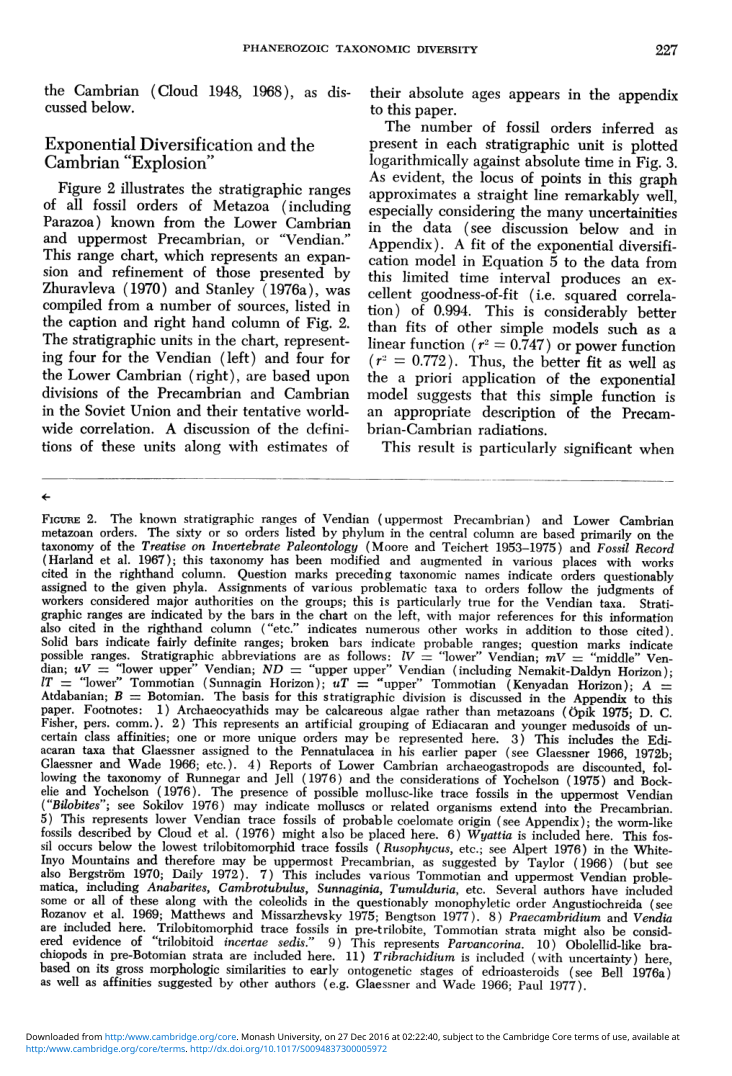 PHANEROZOIC TAXONOMIC DIVERSITY
227
the Cambrian (Cloud 1948, 1968), as dis-
cussed below.
Exponential Diversification and the
Cambrian “Explosion”
Figure 2 illustrates the stratigraphic ranges
of all fossil orders of Metazoa (including
Parazoa) known from the Lower Cambrian
and uppermost Precambrian, or “Vendian.”
This range chart, which represents an expan-
sion and refinement of those presented by
Zhuravleva (1970) and Stanley (1976a), was
compiled from a number of sources, listed in
the caption and right hand column of Fig. 2.
The stratigraphic units in the chart, represent-
ing four for the Vendian (left) and four for
the Lower Cambrian (right), are based upon
divisions of the Precambrian and Cambrian
in the Soviet Union and their tentative world-
wide correlation. A discussion of the defini-
tions of these units along with estimates of
their absolute ages appears in the appendix
to this paper.
The number of fossil orders inferred as
present in each stratigraphic unit is plotted
logarithmically against absolute time in Fig. 3.
As evident, the locus of points in this graph
approximates a straight line remarkably well,
especially considering the many uncertainities
in the data (see discussion below and in
Appendix). A fit of the exponential diversifi-
cation model in Equation 5 to the data from
this limited time interval produces an ex-
cellent goodness-of-fit (i.e. squared correla-
tion) of 0.994. This is considerably better
than fits of other simple models such as a
linear function (r² = 0.747) or power function
(r² = 0.772). Thus, the better fit as well as
the a priori application of the exponential
model suggests that this simple function is
an appropriate description of the Precam-
brian-Cambrian radiations.
This result is particularly significant when
←
FIGURE 2. The known stratigraphic ranges of Vendian (uppermost Precambrian) and Lower Cambrian
metazoan orders. The sixty or so orders listed by phylum in the central column are based primarily on the
taxonomy of the Treatise on Invertebrate Paleontology (Moore and Teichert 1953–1975) and Fossil Record
(Harland et al. 1967); this taxonomy has been modified and augmented in various places with works
cited in the righthand column. Question marks preceding taxonomic names indicate orders questionably
assigned to the given phyla. Assignments of various problematic taxa to orders follow the judgments of
workers considered major authorities on the groups; this is particularly true for the Vendian taxa. Strati-
graphic ranges are indicated by the bars in the chart on the left, with major references for this information
also cited in the righthand column (“etc.” indicates numerous other works in addition to those cited).
Solid bars indicate fairly definite ranges; broken bars indicate probable ranges; question marks indicate
possible ranges. Stratigraphic abbreviations are as follows: lV = “lower” Vendian; mV = “middle” Ven-
dian; uV = “lower upper” Vendian; ND = “upper upper” Vendian (including Nemakit-Daldyn Horizon);
lT = “lower” Tommotian (Sunnagin Horizon); uT = “upper” Tommotian (Kenyadan Horizon); A =
Atdabanian; B = Botomian. The basis for this stratigraphic division is discussed in the Appendix to this
paper. Footnotes: 1) Archaeocyathids may be calcareous algae rather than metazoans (Öpik 1975; D. C.
Fisher, pers. comm.). 2) This represents an artificial grouping of Ediacaran and younger medusoids of un-
certain class affinities; one or more unique orders may be represented here. 3) This includes the Edi-
acaran taxa that Glaessner assigned to the Pennatulacea in his earlier paper (see Glaessner 1966, 1972b;
Glaessner and Wade 1966; etc.). 4) Reports of Lower Cambrian archaeogastropods are discounted, fol-
lowing the taxonomy of Runnegar and Jell (1976) and the considerations of Yochelson (1975) and Bock-
elie and Yochelson (1976). The presence of possible mollusc-like trace fossils in the uppermost Vendian
(“Bilobites”; see Sokilov 1976) may indicate molluscs or related organisms extend into the Precambrian.
5) This represents lower Vendian trace fossils of probable coelomate origin (see Appendix); the worm-like
fossils described by Cloud et al. (1976) might also be placed here. 6) Wyattia is included here. This fos-
sil occurs below the lowest trilobitomorphid trace fossils (Rusophycus, etc.; see Alpert 1976) in the White-
Inyo Mountains and therefore may be uppermost Precambrian, as suggested by Taylor (1966) (but see
also Bergström 1970; Daily 1972). 7) This includes various Tommotian and uppermost Vendian proble-
matica, including Anabarites, Cambrotubulus, Sunnaginia, Tumulduria, etc. Several authors have included
some or all of these along with the coleolids in the questionably monophyletic order Angustiochreida (see
Rozanov et al. 1969; Matthews and Missarzhevsky 1975; Bengtson 1977). 8) Praecambridium and Vendia
are included here. Trilobitomorphid trace fossils in pre-trilobite, Tommotian strata might also be consid-
ered evidence of “trilobitoid incertae sedis.” 9) This represents Parvancorina. 10) Obolellid-like bra-
chiopods in pre-Botomian strata are included here. 11) Tribrachidium is included (with uncertainty) here,
based on its gross morphologic similarities to early ontogenetic stages of edrioasteroids (see Bell 1976a)
as well as affinities suggested by other authors (e.g. Glaessner and Wade 1966; Paul 1977).
Downloaded from http:/www.cambridge.org/core. Monash University, on 27 Dec 2016 at 02:22:40, subject to the Cambridge Core terms of use, available at
http:/www.cambridge.org/core/terms. http://dx.doi.org/10.1017/S0094837300005972